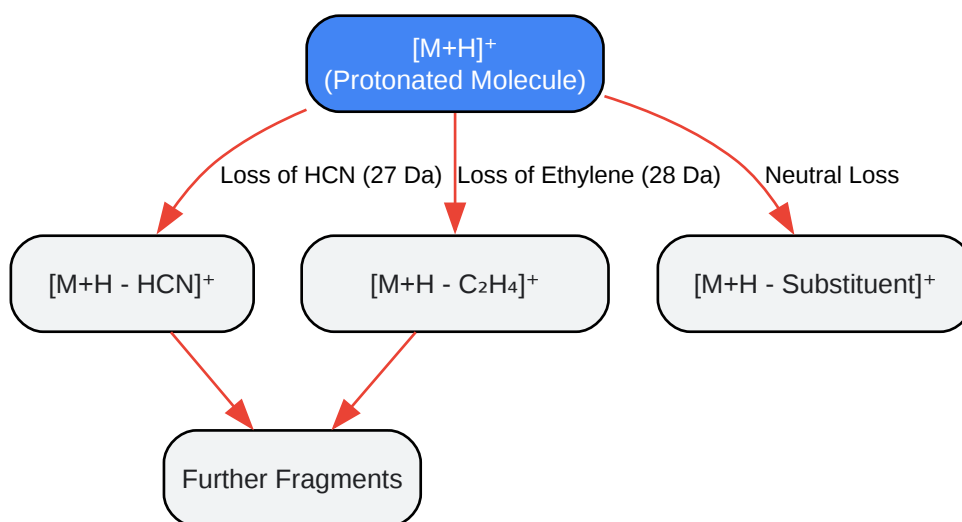 [M+H]⁺
(Protonated Molecule)
Loss of HCN (27 Da)
Loss of Ethylene (28 Da)
Neutral Loss
[M+H - HCN]⁺
[M+H - C₂H₄]⁺
[M+H - Substituent]⁺
Further Fragments